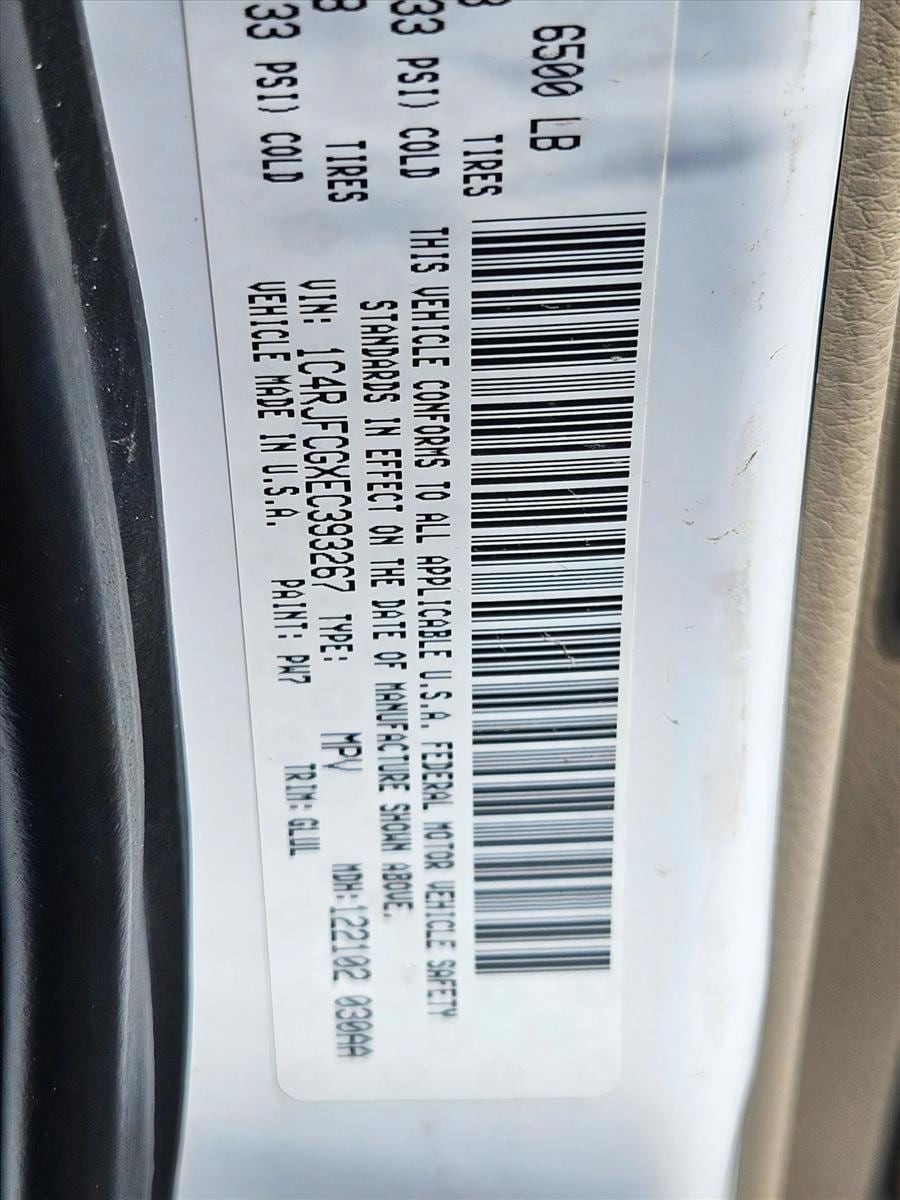 6500 LB
TIRES
33 PSI) COLD
TIRES
33 PSI) COLD
THIS VEHICLE CONFORMS TO ALL APPLICABLE U.S.A. FEDERAL MOTOR VEHICLE SAFETY
STANDARDS IN EFFECT ON THE DATE OF MANUFACTURE SHOWN ABOVE.
VIN: 1C4RJFCGXEC393267 TYPE: MPV MDH:122102 030AA
VEHICLE MADE IN U.S.A. PAINT: PW7 TRIM:GLUL